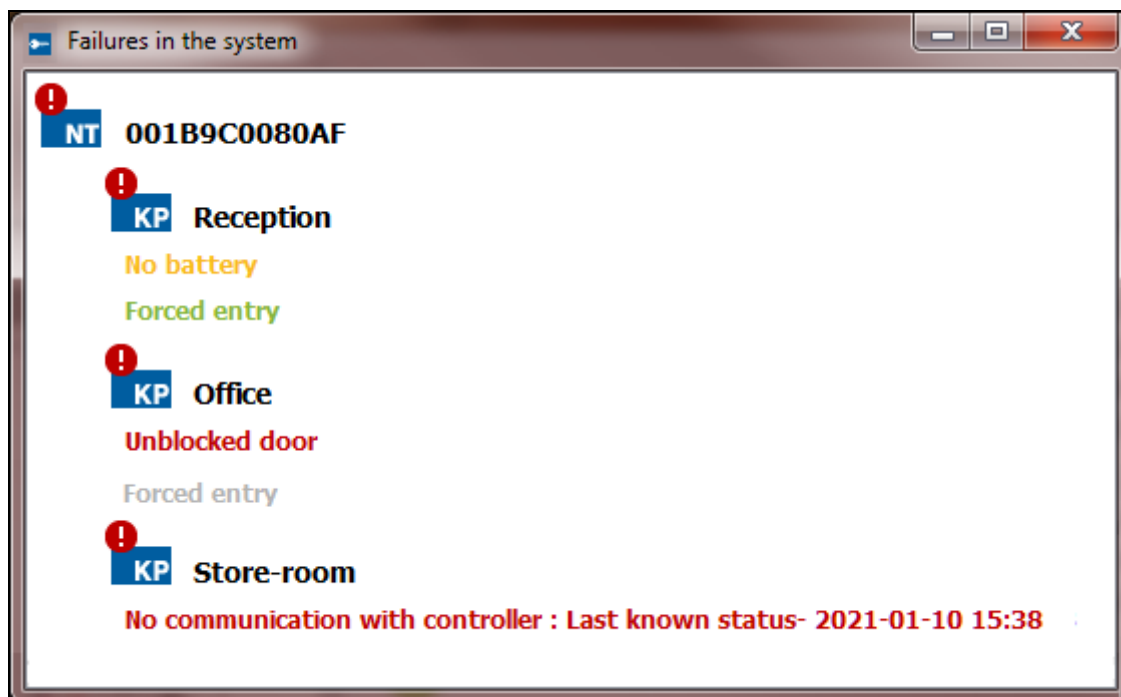 Failures in the system
NT 001B9C0080AF
KP Reception
No battery
Forced entry
KP Office
Unblocked door
Forced entry
KP Store-room
No communication with controller : Last known status- 2021-01-10 15:38